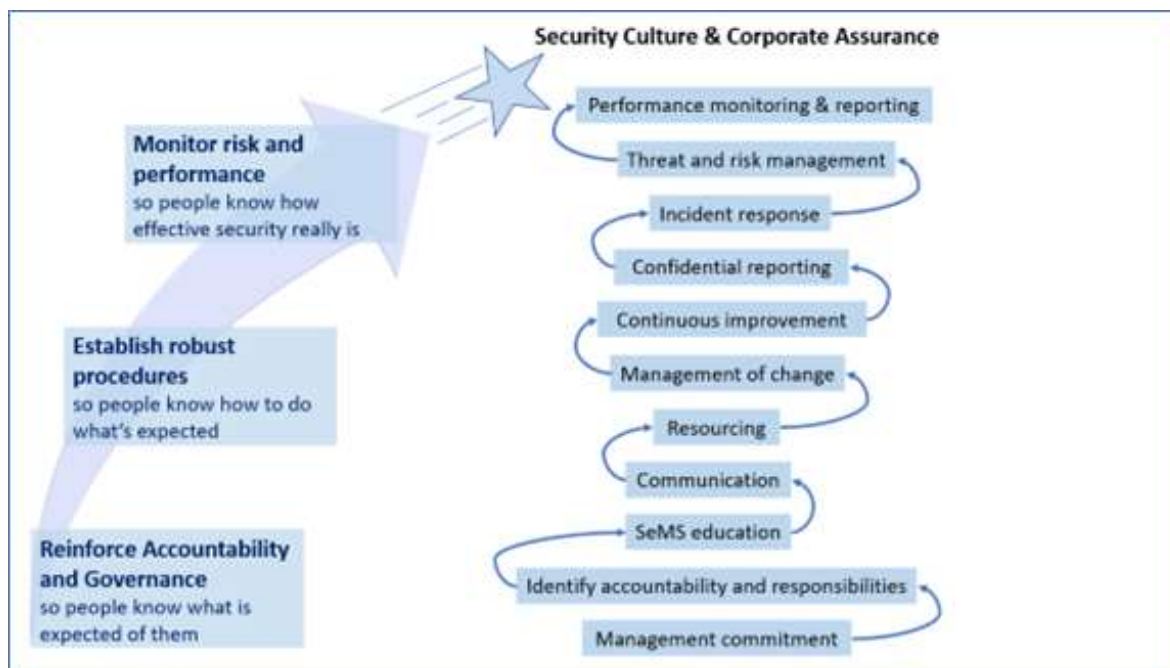 Security Culture & Corporate Assurance
Monitor risk and
performance
so people know how
effective security really is
Establish robust
procedures
so people know how to do
what's expected
Reinforce Accountability
and Governance
so people know what is
expected of them
Performance monitoring & reporting
Threat and risk management
Incident response
Confidential reporting
Continuous improvement
Management of change
Resourcing
Communication
SeMS education
Identify accountability and responsibilities
Management commitment